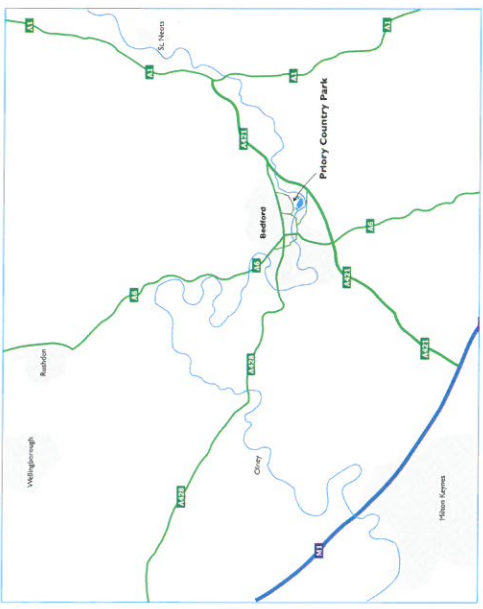 Wellingborough
A1
Rushden
A6
A1
St. Neots
A428
A421
A428
A6
Olney
Bedford
A1
M1
Priory Country Park
A421
A6
A1
A421
Milton Keynes